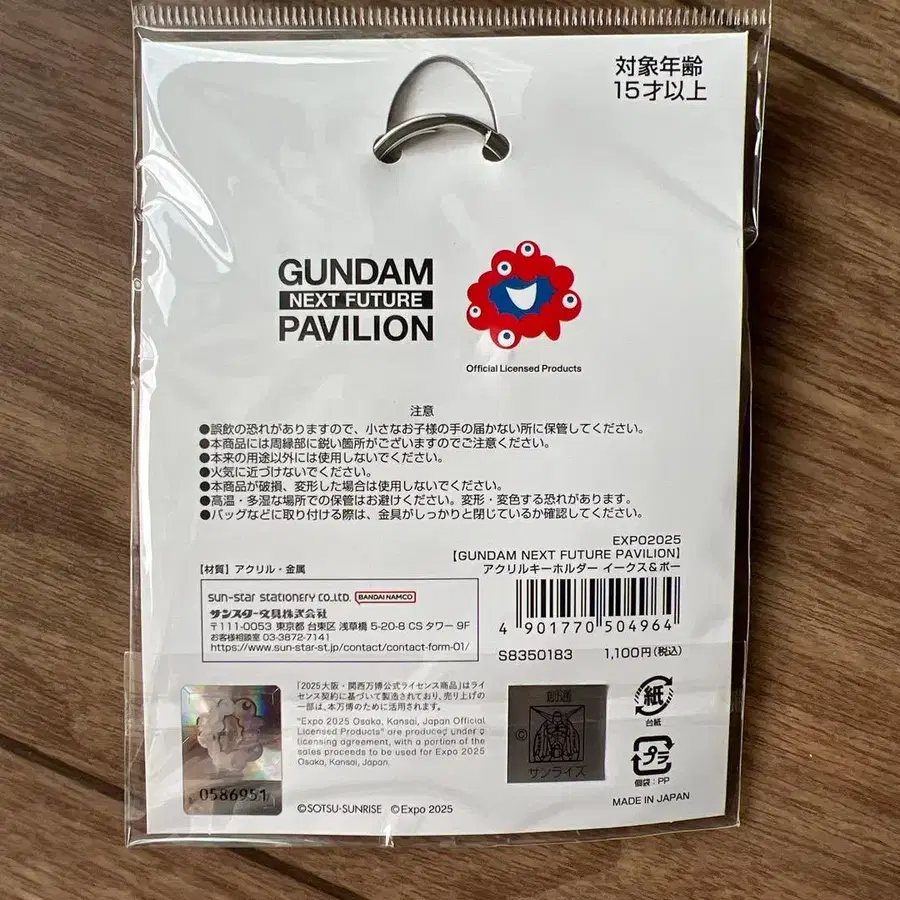 対象年齢
15才以上
GUNDAM
NEXT FUTURE
PAVILION
Official Licensed Products
注意
●誤飲の恐れがありますので、小さなお子様の手の届かない所に保管してください。
●本商品には周縁部に鋭い箇所がございますのでご注意ください。
●本来の用途以外には使用しないでください。
●火気に近づけないでください。
●本商品が破損、変形した場合は使用しないでください。
●高温・多湿な場所での保管はお避けください。変形・変色する恐れがあります。
●バッグなどに取り付ける際は、金具がしっかりと閉じているか確認してください。
EXPO2025
【GUNDAM NEXT FUTURE PAVILION】
【材質】アクリル・金属
アクリルキーホルダー イークス&ポー
sun-star stationery co.,LTD. BANDAI NAMCO
サンスター文具株式会社
〒111-0053 東京都 台東区 浅草橋 5-20-8 CS タワー 9F
お客様相談室 03-3872-7141
https://www.sun-star-st.jp/contact/contact-form-01/
4 901770 504964
S8350183 1,100円(税込)
「2025大阪・関西万博公式ライセンス商品」はライ
センス契約に基づいて製造されており、売り上げの
一部は、本万博のために活用されます。
"Expo 2025 Osaka, Kansai, Japan Official
Licensed Products" are produced under a
licensing agreement, with a portion of the
sales proceeds to be used for Expo 2025
Osaka, Kansai, Japan.
0586951
©SOTSU･SUNRISE ©Expo 2025
創通
©
サンライズ
紙
台紙
プラ
個袋:PP
MADE IN JAPAN